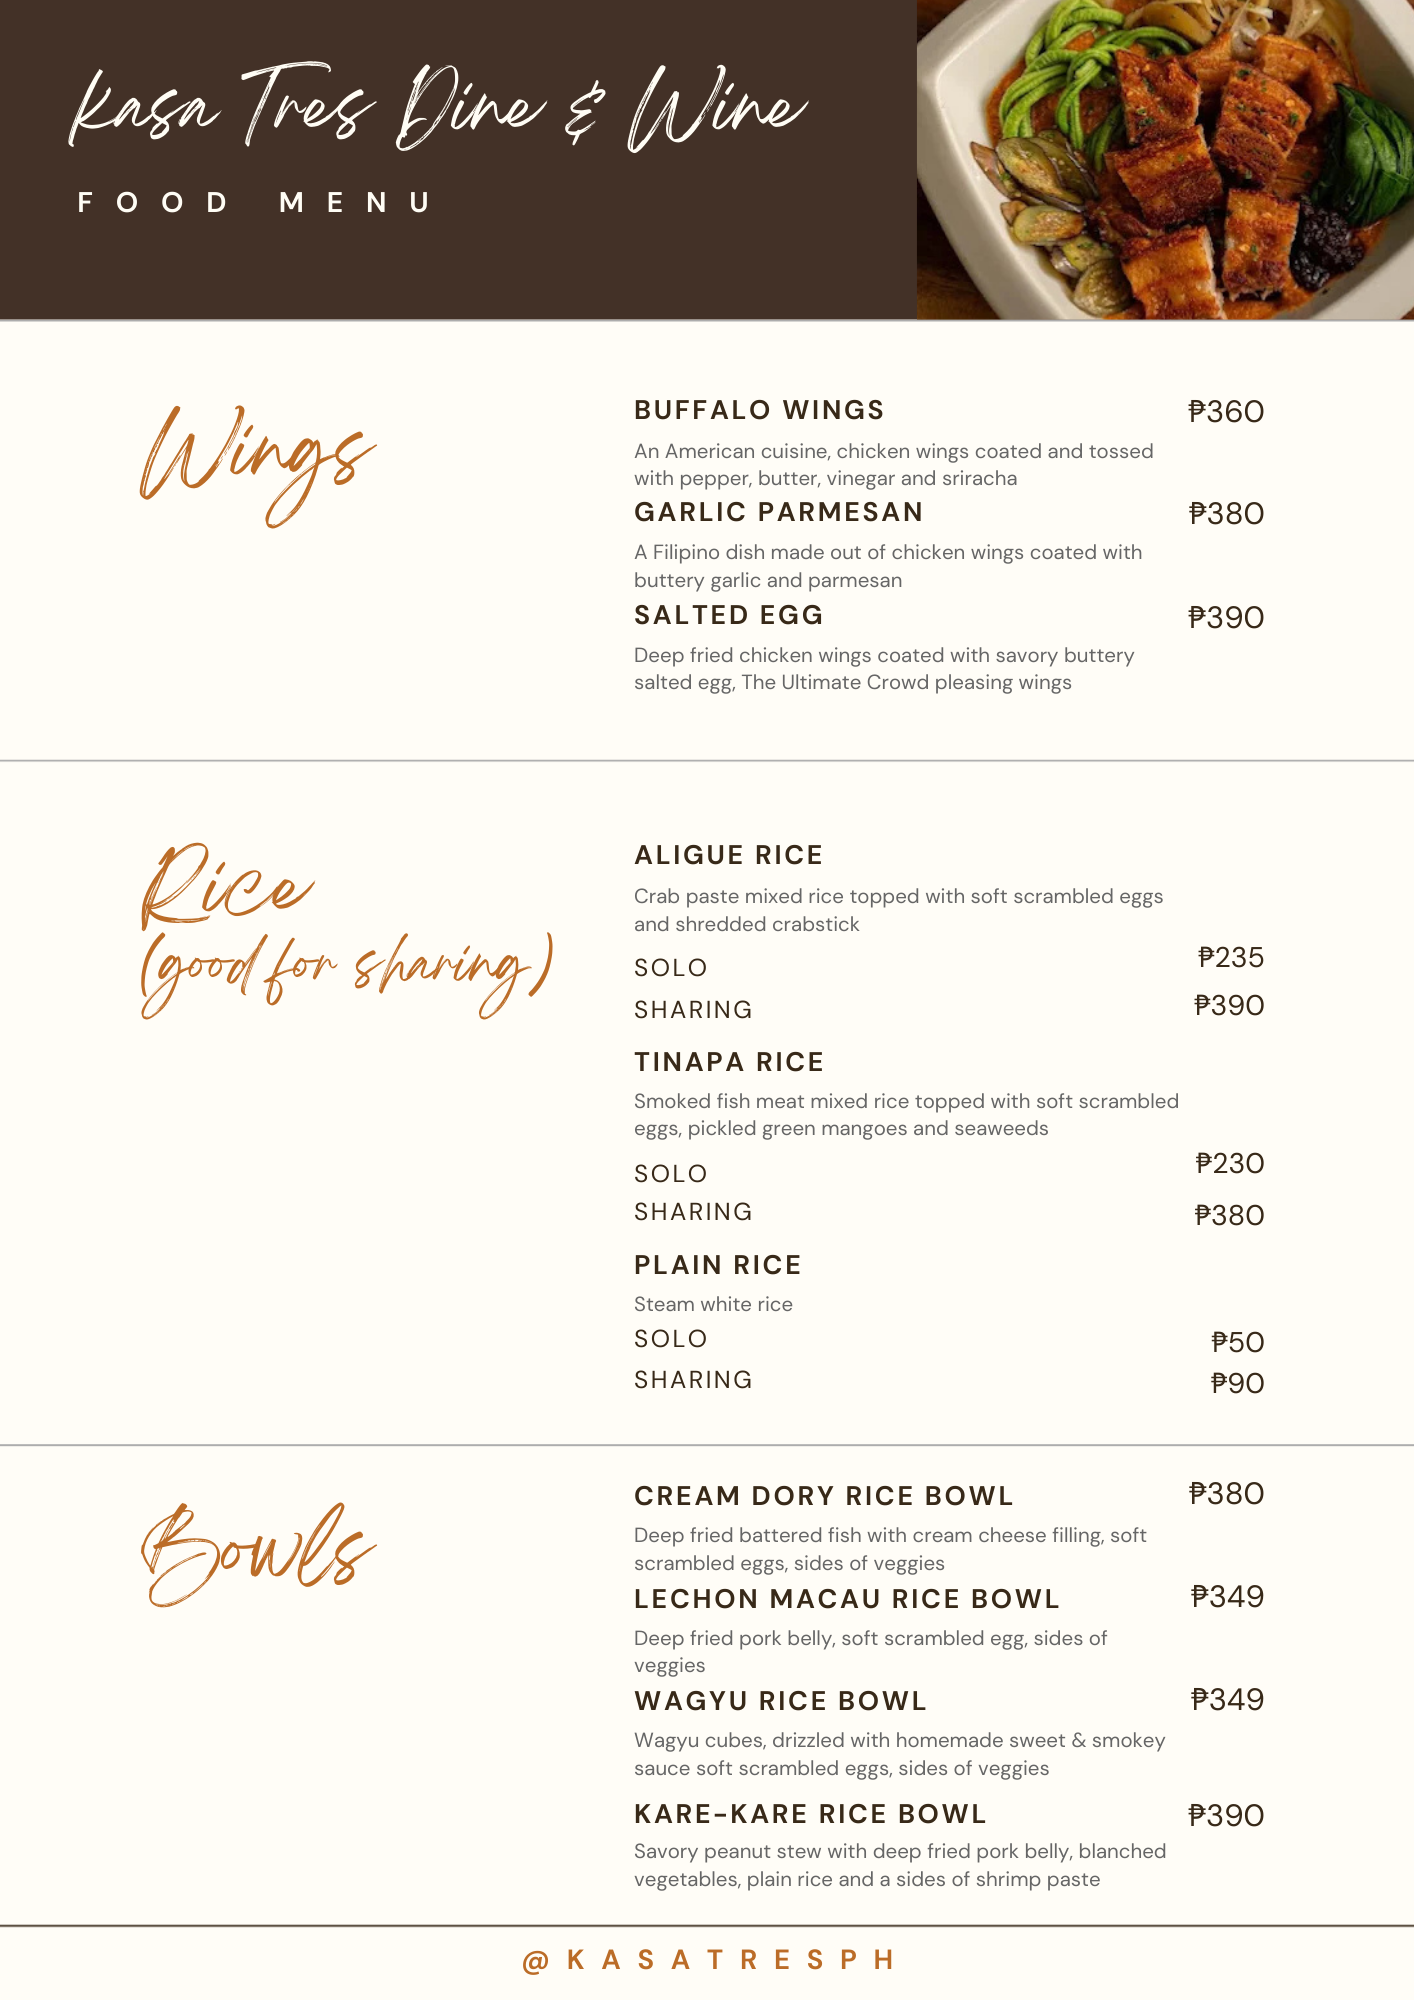 Kasa Tres Dine & Wine
FOOD MENU
Wings
BUFFALO WINGS ₱360
An American cuisine, chicken wings coated and tossed
with pepper, butter, vinegar and sriracha
GARLIC PARMESAN ₱380
A Filipino dish made out of chicken wings coated with
buttery garlic and parmesan
SALTED EGG ₱390
Deep fried chicken wings coated with savory buttery
salted egg, The Ultimate Crowd pleasing wings
Rice
(good for sharing)
ALIGUE RICE
Crab paste mixed rice topped with soft scrambled eggs
and shredded crabstick
SOLO ₱235
SHARING ₱390
TINAPA RICE
Smoked fish meat mixed rice topped with soft scrambled
eggs, pickled green mangoes and seaweeds
SOLO ₱230
SHARING ₱380
PLAIN RICE
Steam white rice
SOLO ₱50
SHARING ₱90
Bowls
CREAM DORY RICE BOWL ₱380
Deep fried battered fish with cream cheese filling, soft
scrambled eggs, sides of veggies
LECHON MACAU RICE BOWL ₱349
Deep fried pork belly, soft scrambled egg, sides of
veggies
WAGYU RICE BOWL ₱349
Wagyu cubes, drizzled with homemade sweet & smokey
sauce soft scrambled eggs, sides of veggies
KARE-KARE RICE BOWL ₱390
Savory peanut stew with deep fried pork belly, blanched
vegetables, plain rice and a sides of shrimp paste
@KASATRESPH